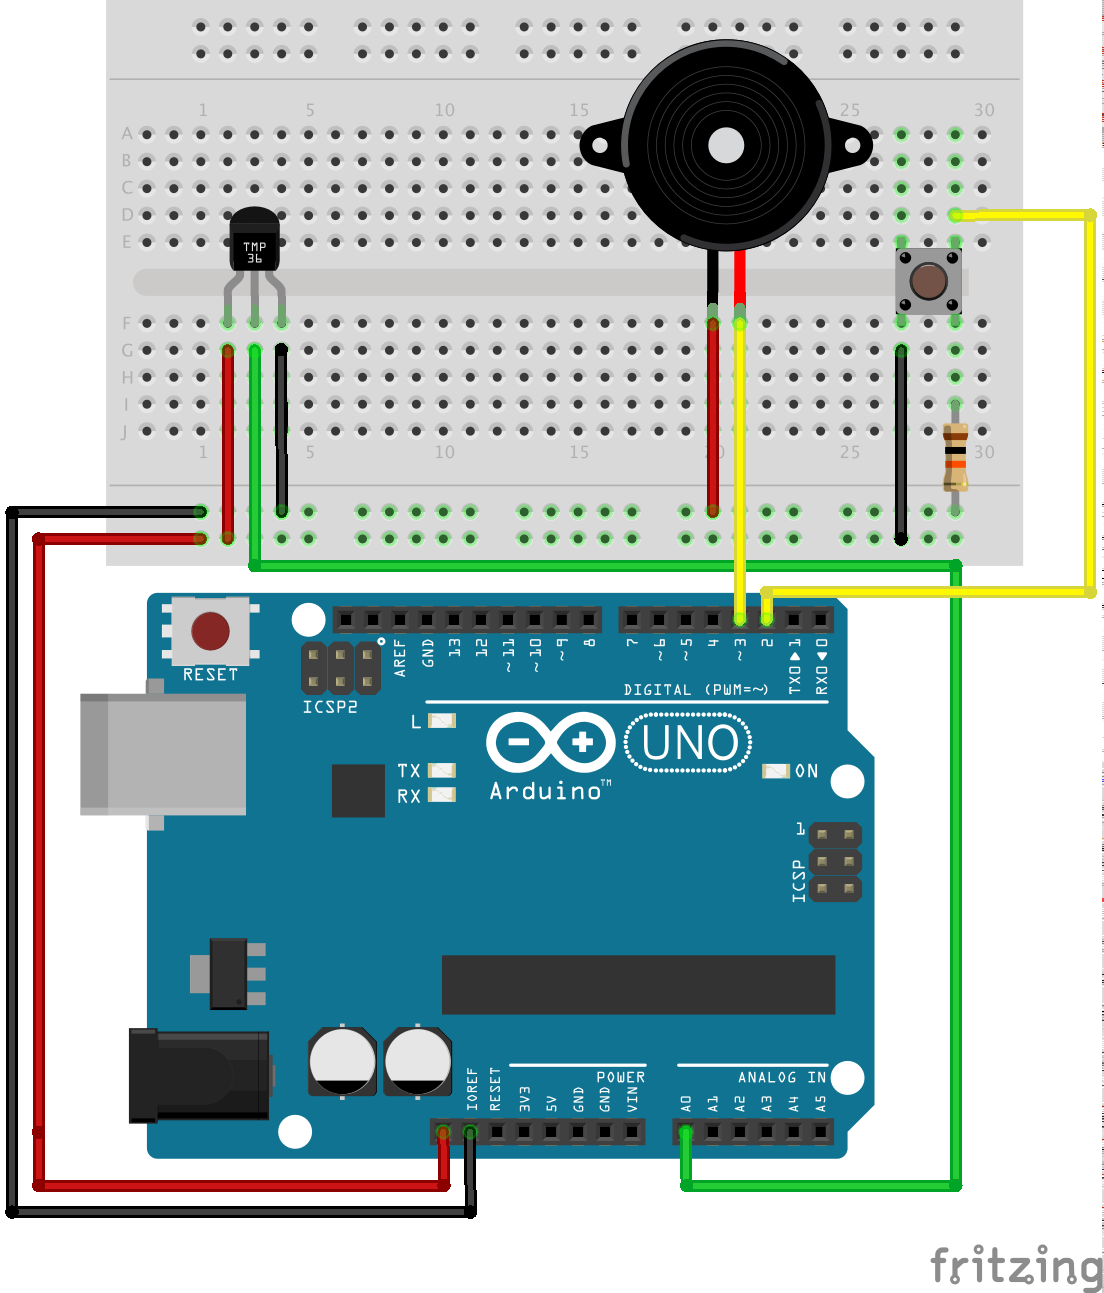 1 5 10 15 25 30
A
B
C
D
E
TMP
36
F
G
H
I
J
1 5 10 15 20 25 30
RESET
ICSP2
AREF
GND
13
12
~11
~10
~9
8
7
~6
~5
4
~3
2
TX0▶1
RX0◀0
DIGITAL (PWM=~)
L
TX
RX
UNO
Arduino™
ON
1
ICSP
IOREF
RESET
3V3
5V
GND
GND
VIN
POWER
A0
A1
A2
A3
A4
A5
ANALOG IN
fritzing